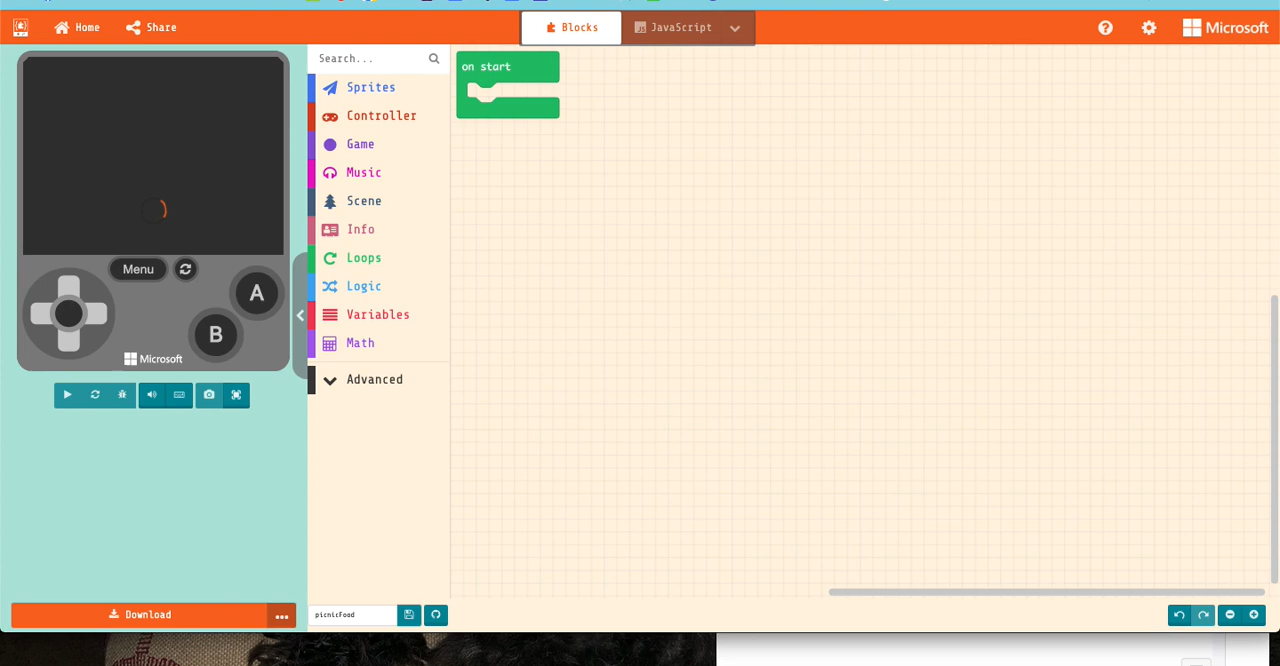 Home
Share
Blocks
JavaScript
Microsoft
Search...
on start
Sprites
Controller
Game
Music
Scene
Info
Loops
Logic
Variables
Math
Advanced
Menu
A
B
Microsoft
Download
picnicFood